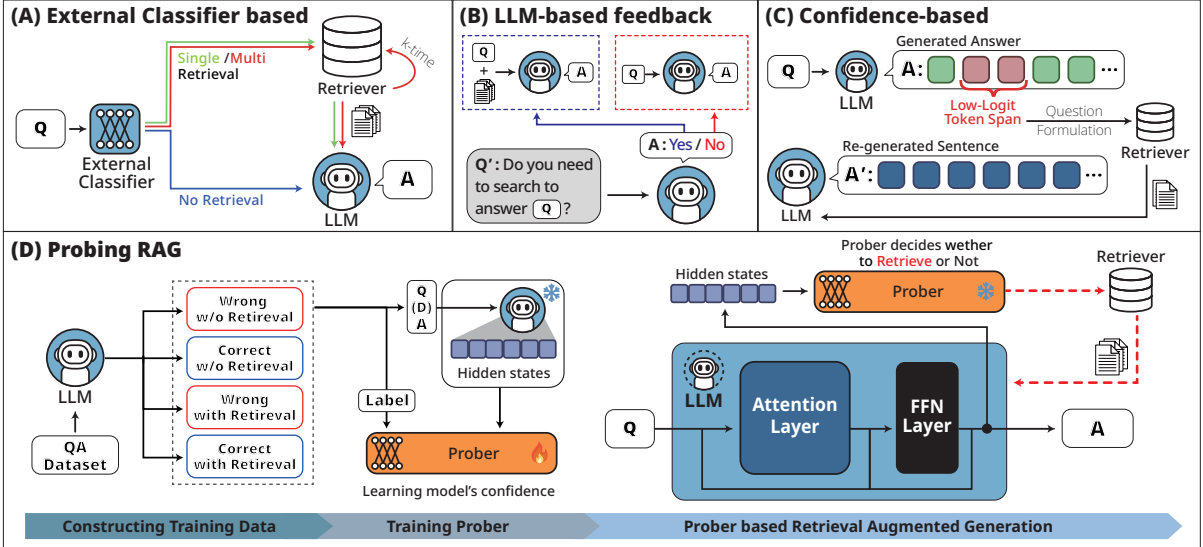 (A) External Classifier based
Single /Multi
Retrieval
k-time
Retriever
Q
External
Classifier
No Retrieval
LLM
A
(B) LLM-based feedback
Q
+
A
Q
A
A : Yes / No
Q′ : Do you need
to search to
answer Q ?
(C) Confidence-based
Generated Answer
Q
LLM
A: ...
Low-Logit
Token Span
Question
Formulation
Retriever
Re-generated Sentence
A′: ...
LLM
(D) Probing RAG
LLM
QA
Dataset
Wrong
w/o Retireval
Correct
w/o Retireval
Wrong
with Retireval
Correct
with Retireval
Q
(D)
A
Hidden states
Label
Prober
Learning model's confidence
Hidden states
Prober decides wether
to Retrieve or Not
Prober
Retriever
LLM
Q
Attention
Layer
FFN
Layer
A
Constructing Training Data
Training Prober
Prober based Retrieval Augmented Generation